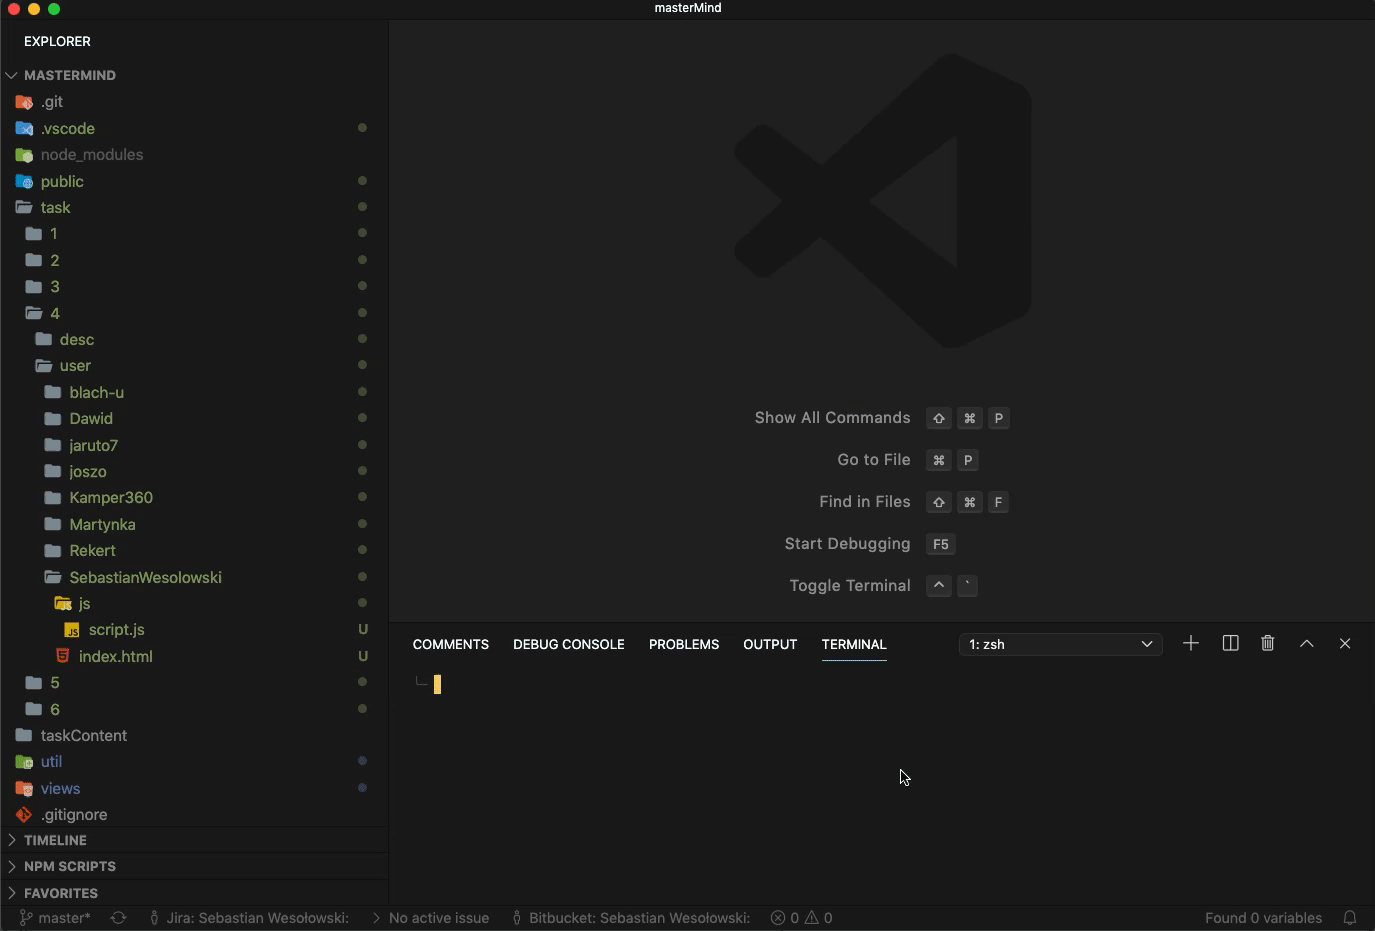 masterMind
EXPLORER
MASTERMIND
.git
.vscode
node_modules
public
task
1
2
3
4
desc
user
blach-u
Dawid
jaruto7
joszo
Kamper360
Martynka
Rekert
SebastianWesolowski
js
JS script.js U
index.html U
5
6
taskContent
util
views
.gitignore
TIMELINE
NPM SCRIPTS
FAVORITES
Show All Commands ⇧ ⌘ P
Go to File ⌘ P
Find in Files ⇧ ⌘ F
Start Debugging F5
Toggle Terminal ^ `
COMMENTS DEBUG CONSOLE PROBLEMS OUTPUT TERMINAL 1: zsh
master* Jira: Sebastian Wesołowski: No active issue Bitbucket: Sebastian Wesołowski: 0 0 Found 0 variables